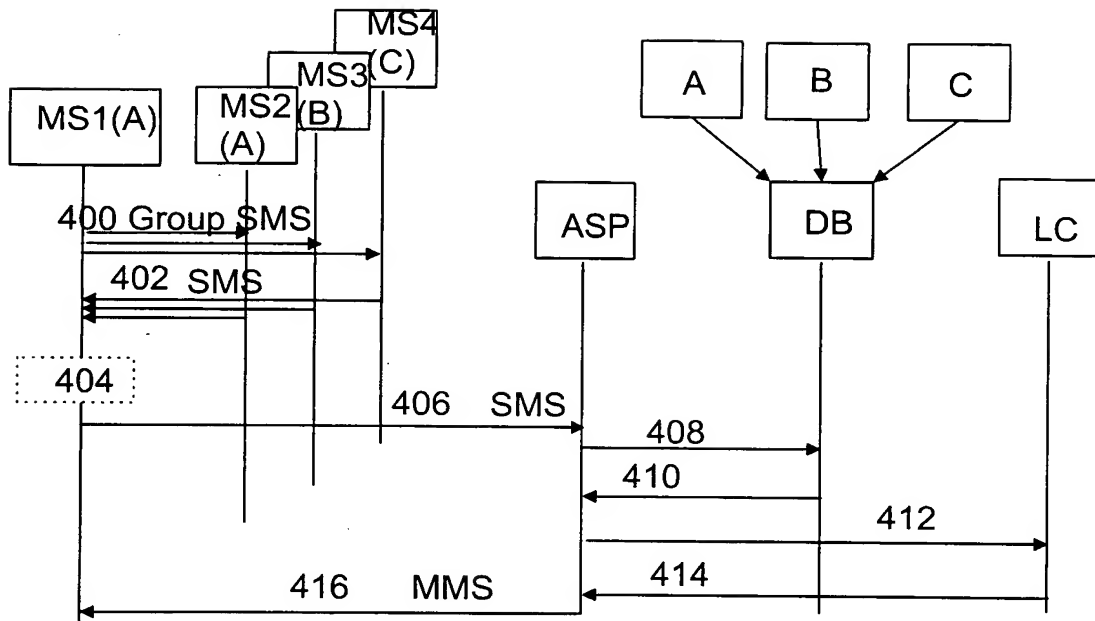 MS4
(C)
MS3
(B)
MS2
(A)
MS1(A)
A
B
C
ASP
DB
LC
400 Group SMS
402 SMS
404
406 SMS
408
410
412
414
416 MMS